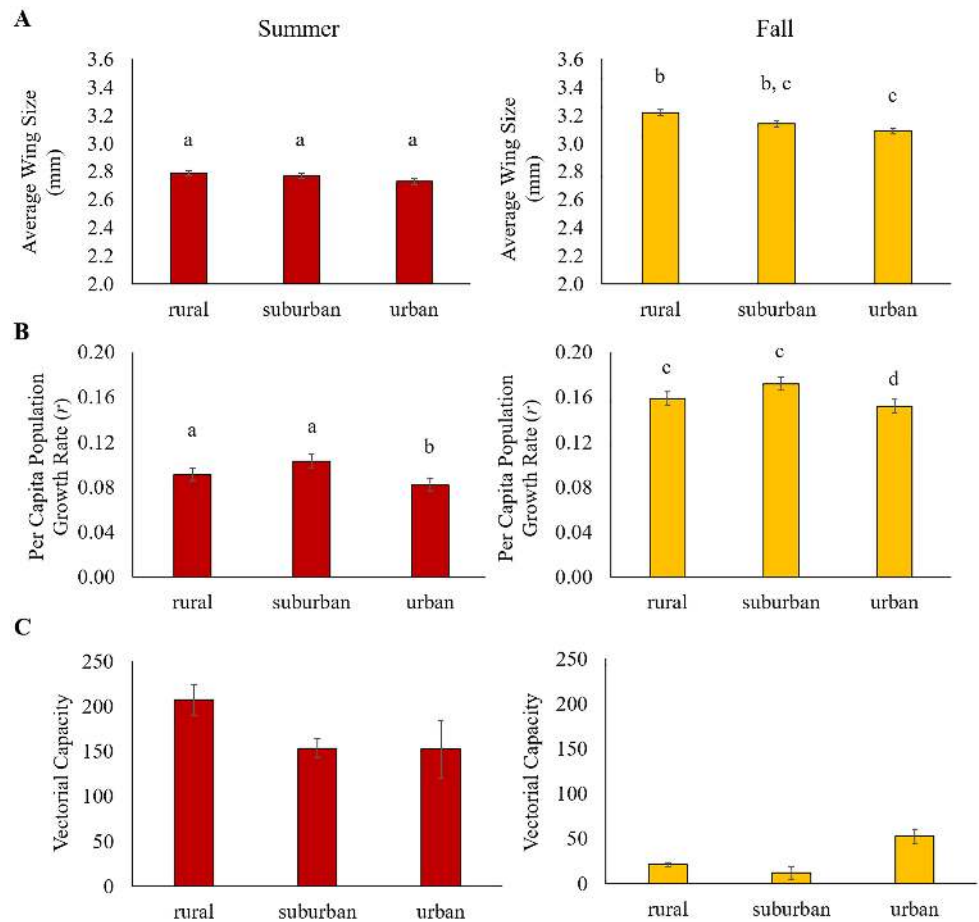 A
Summer
Fall
Average Wing Size
(mm)
3.6
3.4
3.2
3.0
2.8
2.6
2.4
2.2
2.0
a
a
a
rural
suburban
urban
Average Wing Size
(mm)
3.6
3.4
3.2
3.0
2.8
2.6
2.4
2.2
2.0
b
b, c
c
rural
suburban
urban
B
Per Capita Population
Growth Rate (r)
0.20
0.16
0.12
0.08
0.04
0.00
a
a
b
rural
suburban
urban
Per Capita Population
Growth Rate (r)
0.20
0.16
0.12
0.08
0.04
0.00
c
c
d
rural
suburban
urban
C
Vectorial Capacity
250
200
150
100
50
0
rural
suburban
urban
Vectorial Capacity
250
200
150
100
50
0
rural
suburban
urban